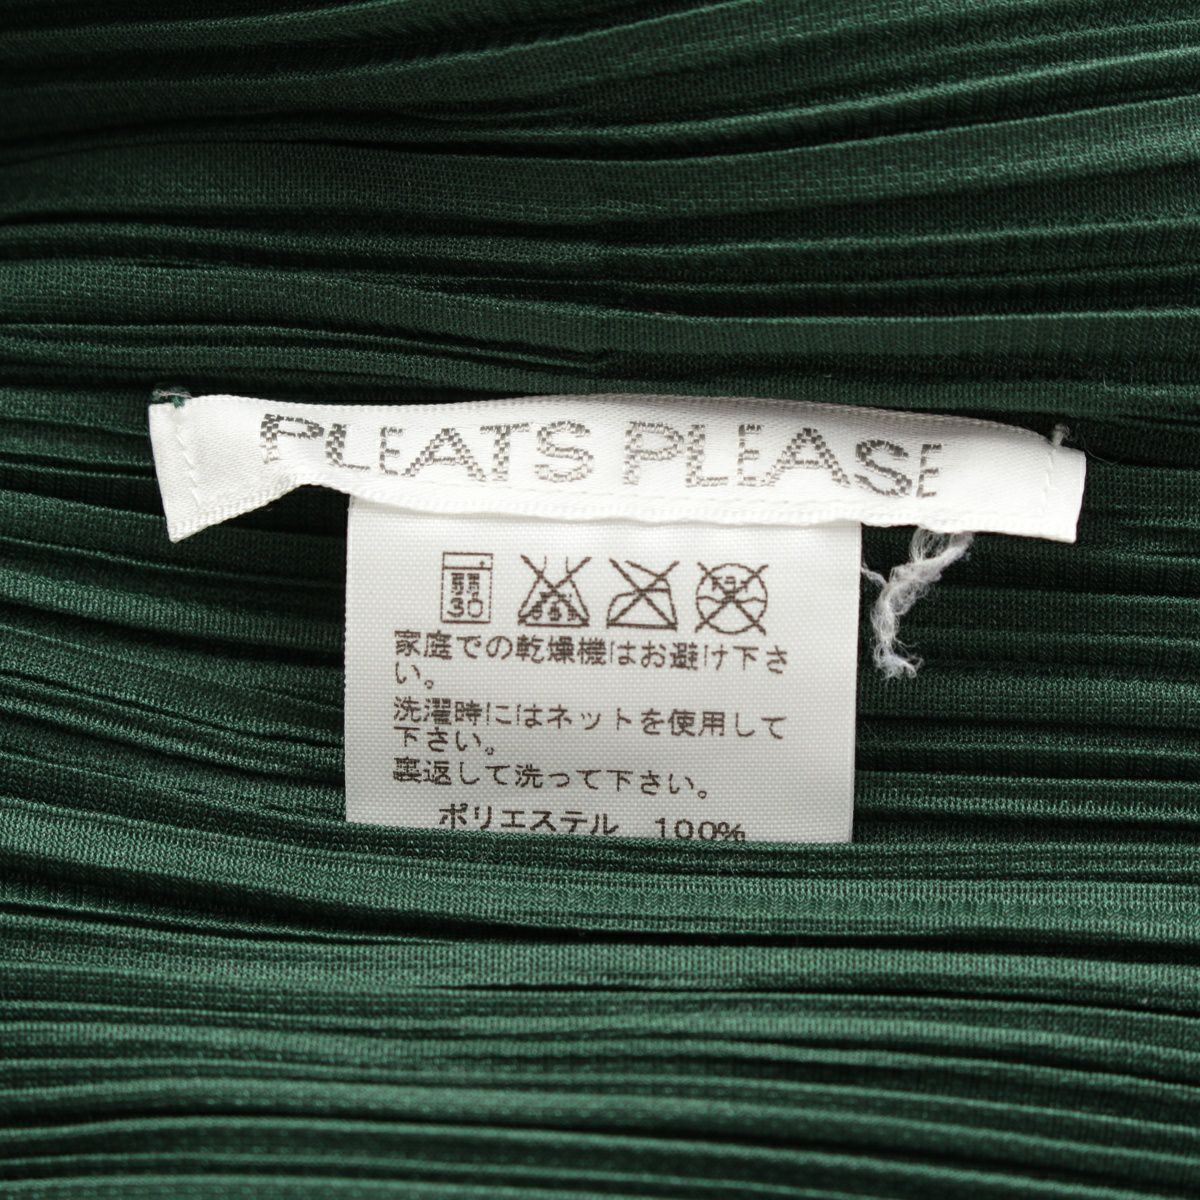 PLEATS PLEASE
弱
30
家庭での乾燥機はお避け下さ
い。
洗濯時にはネットを使用して
下さい。
裏返して洗って下さい。
ポリエステル 100%